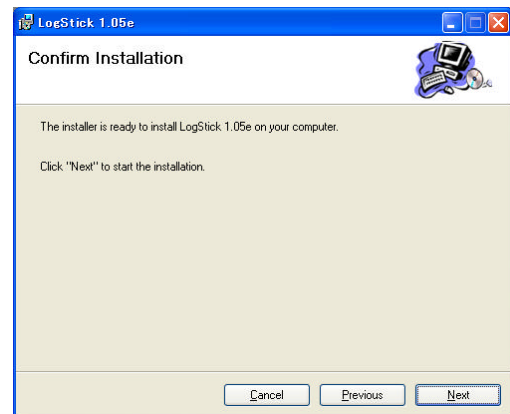 LogStick 1.05e
Confirm Installation
The installer is ready to install LogStick 1.05e on your computer.
Click "Next" to start the installation.
Cancel Previous Next